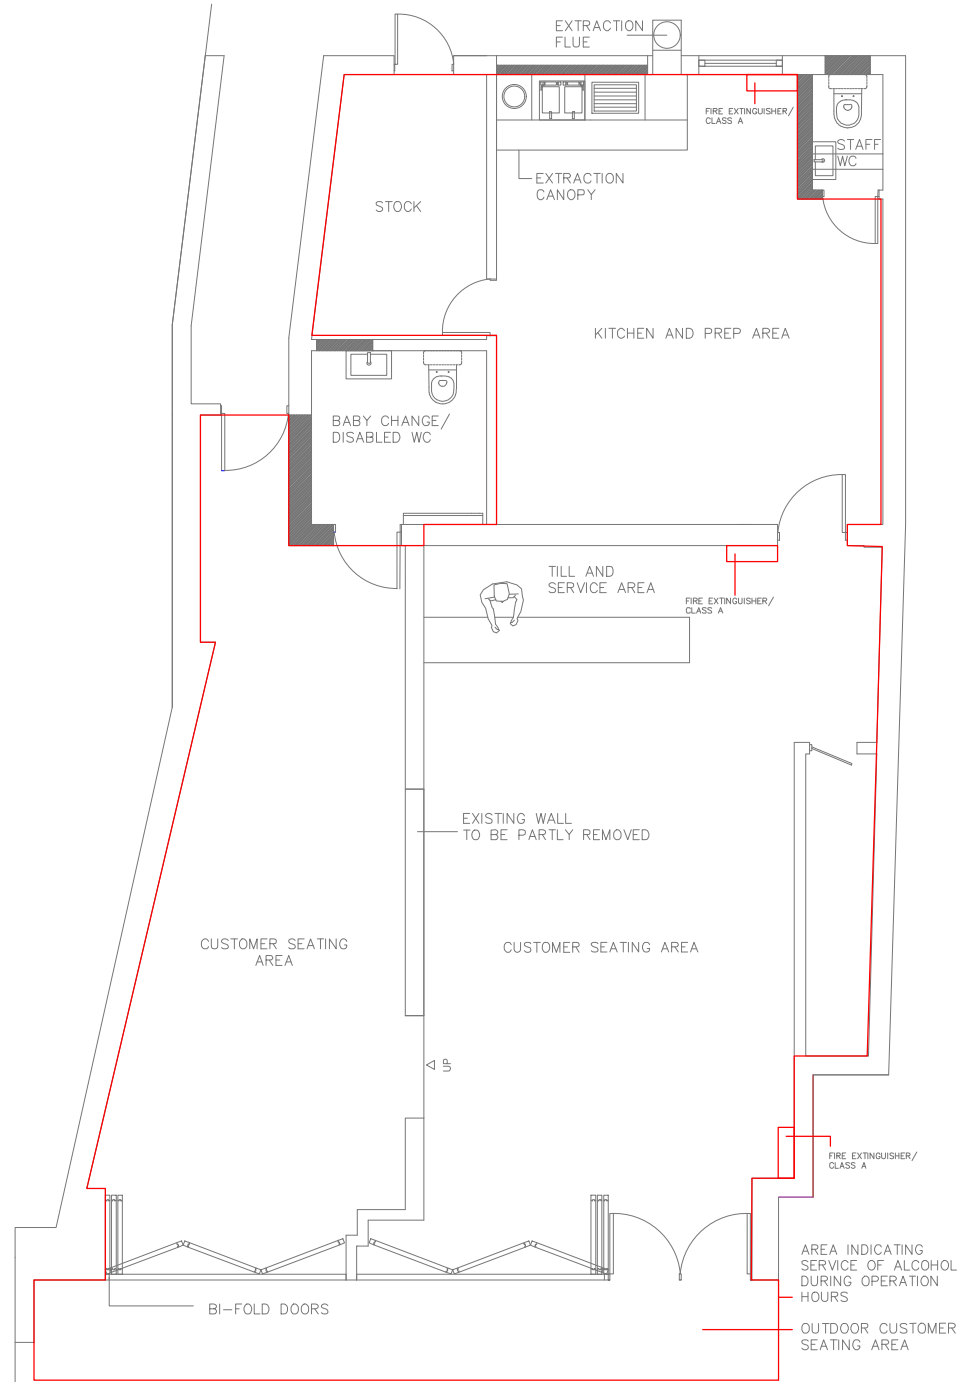 EXTRACTION
FLUE
FIRE EXTINGUISHER/
CLASS A
STAFF
WC
EXTRACTION
CANOPY
STOCK
KITCHEN AND PREP AREA
BABY CHANGE/
DISABLED WC
TILL AND
SERVICE AREA
FIRE EXTINGUISHER/
CLASS A
EXISTING WALL
TO BE PARTLY REMOVED
CUSTOMER SEATING
AREA
CUSTOMER SEATING AREA
UP
FIRE EXTINGUISHER/
CLASS A
AREA INDICATING
SERVICE OF ALCOHOL
DURING OPERATION
HOURS
BI-FOLD DOORS
OUTDOOR CUSTOMER
SEATING AREA